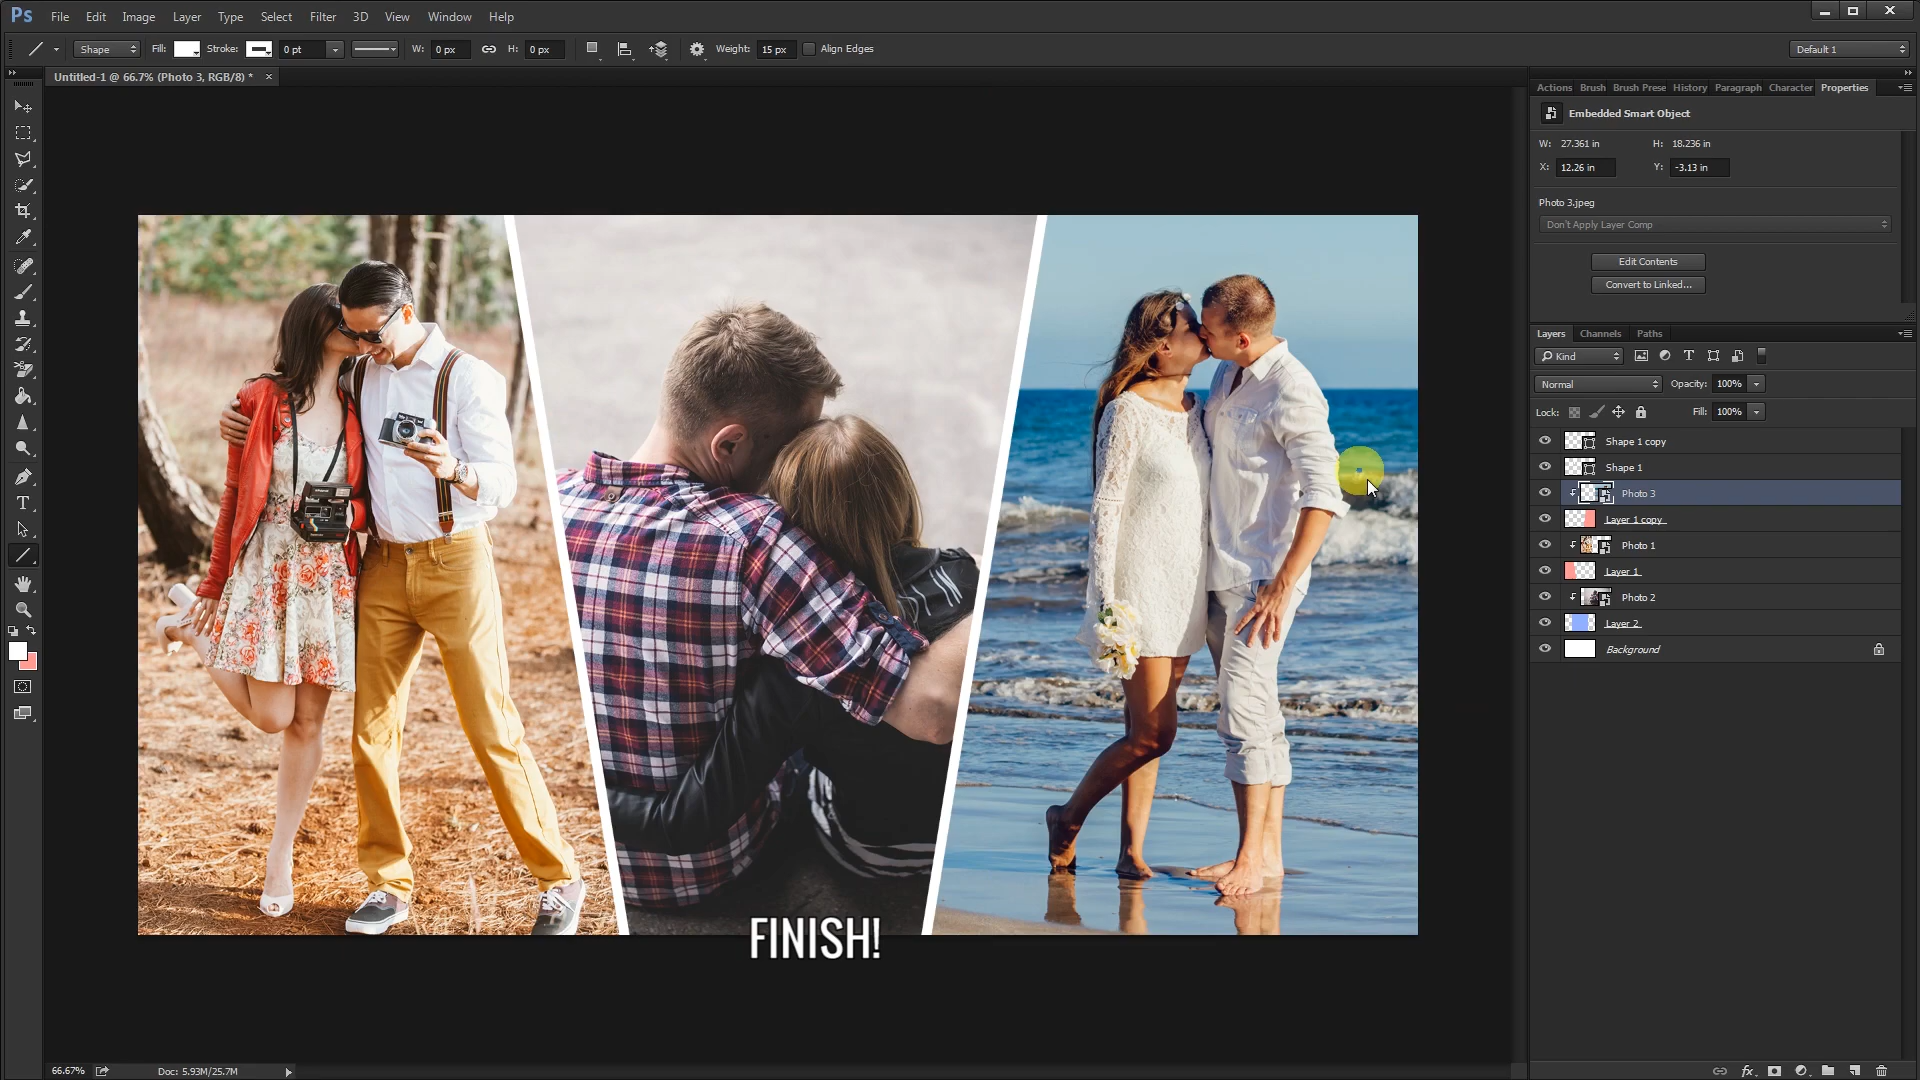 Ps File Edit Image Layer Type Select Filter 3D View Window Help
Shape Fill: Stroke: 0 pt W: 0 px H: 0 px Weight: 15 px Align Edges Default 1
Untitled-1 @ 66.7% (Photo 3, RGB/8) * ×
Actions Brush Brush Prese History Paragraph Character Properties
Embedded Smart Object
W: 27.361 in H: 18.236 in
X: 12.26 in Y: -3.13 in
Photo 3.jpeg
Don't Apply Layer Comp
Edit Contents
Convert to Linked...
Layers Channels Paths
Kind
Normal Opacity: 100%
Lock: Fill: 100%
Shape 1 copy
Shape 1
Photo 3
Layer 1 copy
Photo 1
Layer 1
Photo 2
Layer 2
Background
FINISH!
66.67% Doc: 5.93M/25.7M